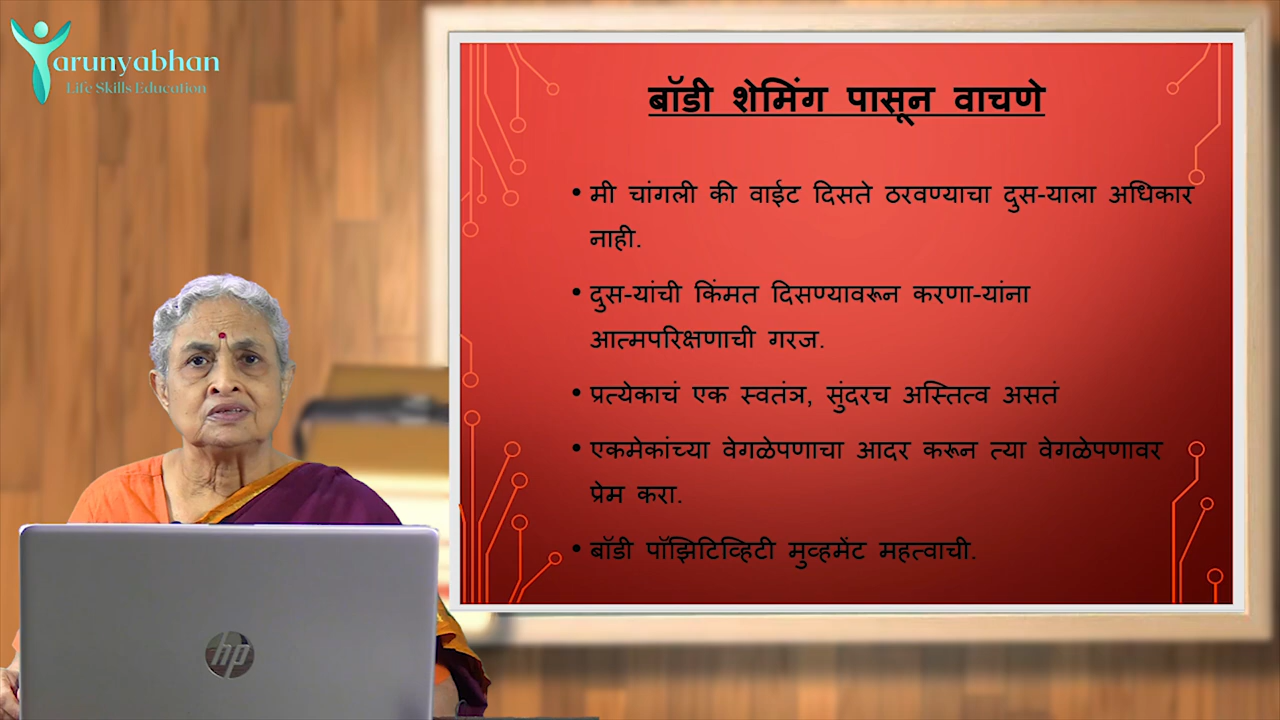 Tarunyabhan
Life Skills Education
बॉडी शेमिंग पासून वाचणे
• मी चांगली की वाईट दिसते ठरवण्याचा दुस-याला अधिकार
नाही.
• दुस-यांची किंमत दिसण्यावरून करणा-यांना
आत्मपरिक्षणाची गरज.
• प्रत्येकाचं एक स्वतंत्र, सुंदरच अस्तित्व असतं
• एकमेकांच्या वेगळेपणाचा आदर करून त्या वेगळेपणावर
प्रेम करा.
• बॉडी पॉझिटिव्हिटी मुव्हमेंट महत्वाची.
hp